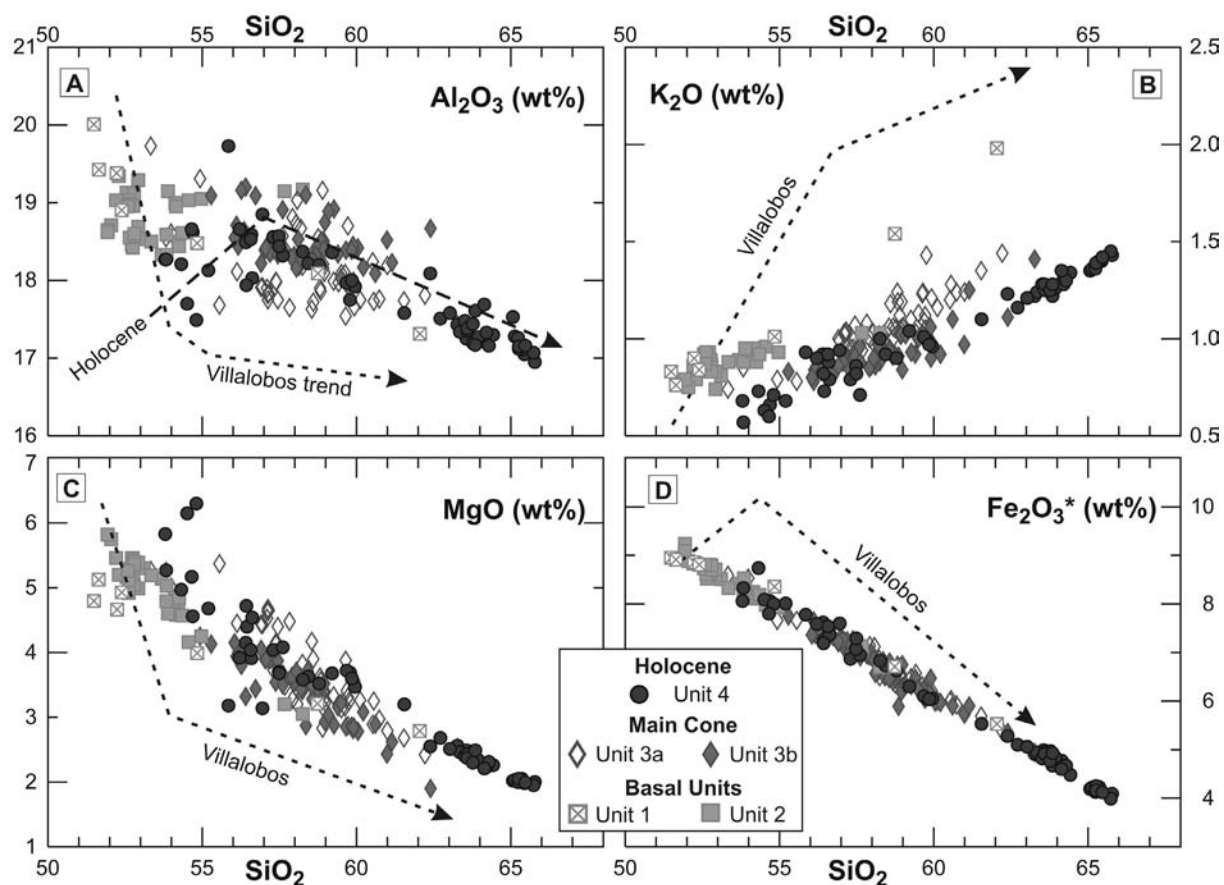 50 SiO2 55 60 65
50 SiO2 55 60 65
21
20
19
18
17
16
A
Al2O3 (wt%)
Holocene
Villalobos trend
K2O (wt%)
B
Villalobos
2.5
2.0
1.5
1.0
0.5
7
6
5
4
3
2
1
C
MgO (wt%)
Villalobos
D
Fe2O3* (wt%)
Villalobos
10
8
6
4
Holocene
Unit 4
Main Cone
Unit 3a Unit 3b
Basal Units
Unit 1 Unit 2
50 55 SiO2 60 65
50 55 SiO2 60 65